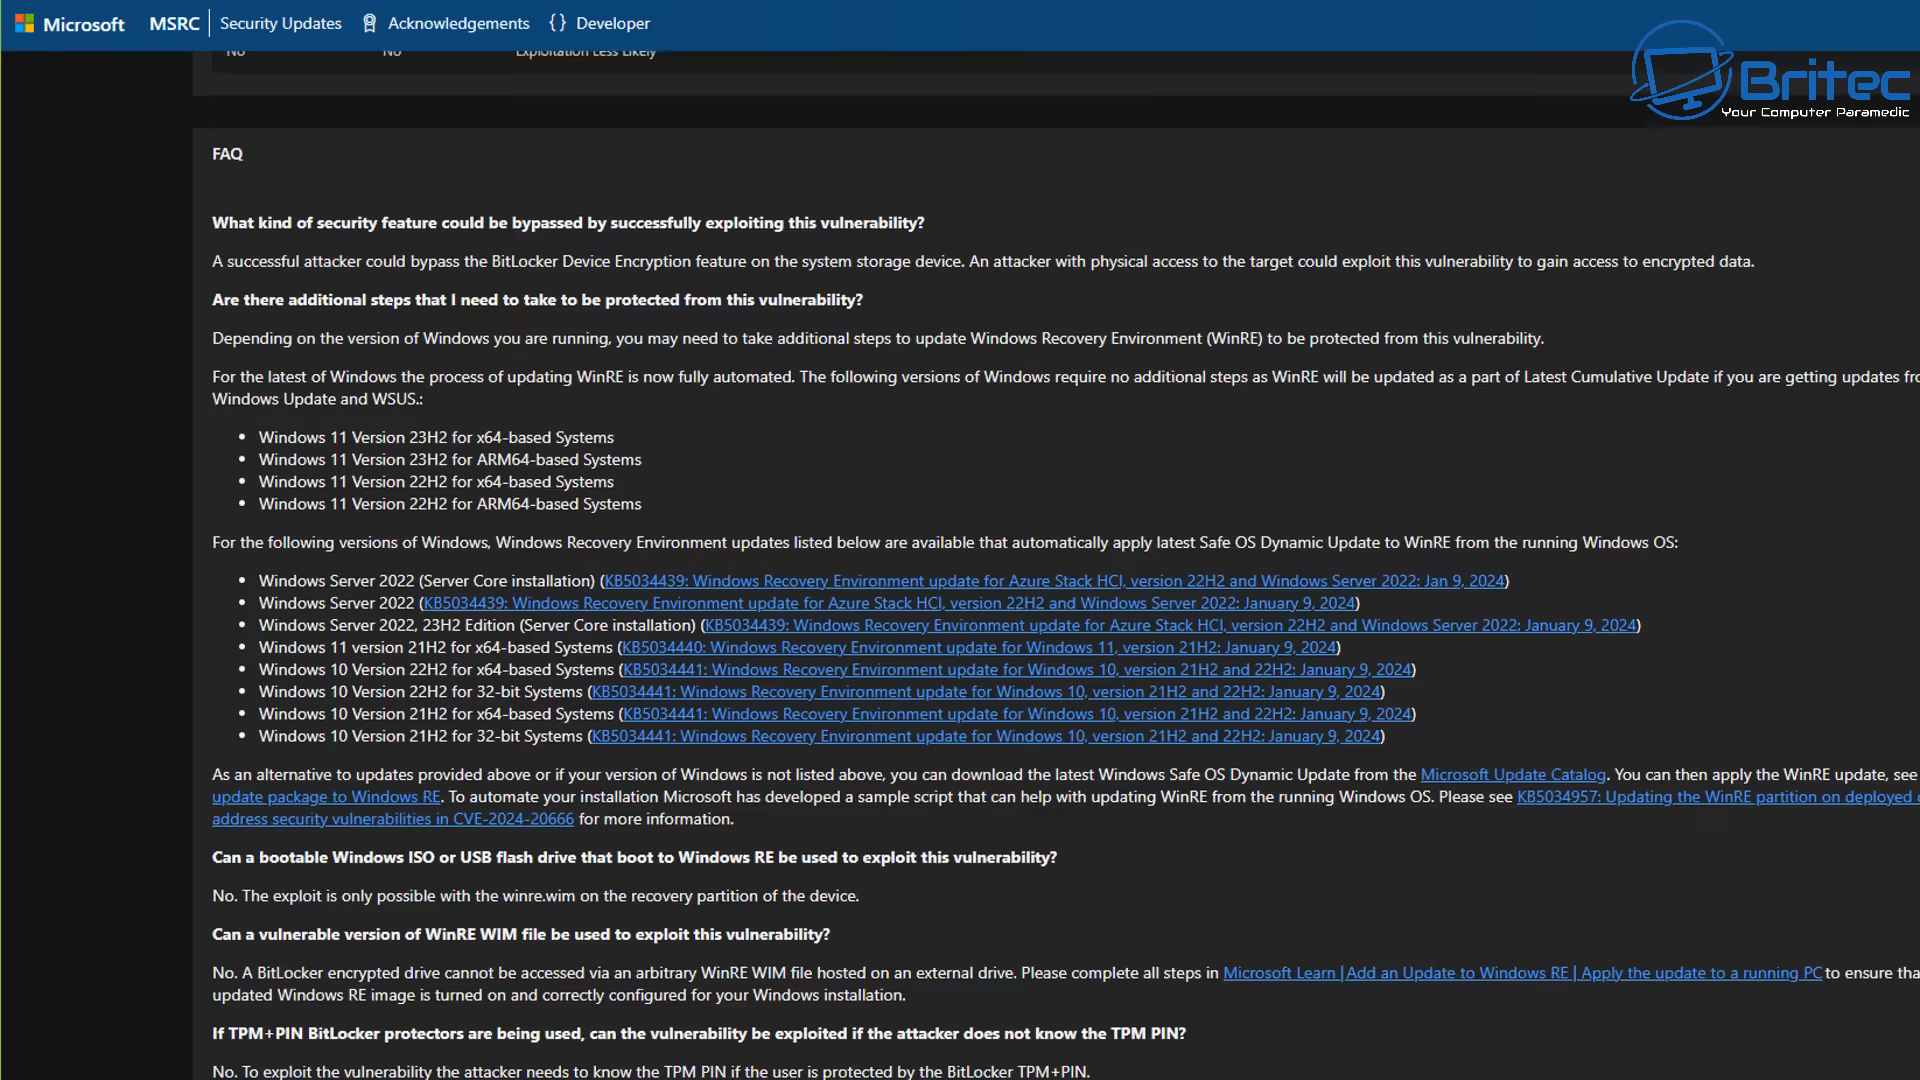 Microsoft MSRC Security Updates Acknowledgements {} Developer
No No Exploitation Less Likely
Britec
Your Computer Paramedic
FAQ
What kind of security feature could be bypassed by successfully exploiting this vulnerability?
A successful attacker could bypass the BitLocker Device Encryption feature on the system storage device. An attacker with physical access to the target could exploit this vulnerability to gain access to encrypted data.
Are there additional steps that I need to take to be protected from this vulnerability?
Depending on the version of Windows you are running, you may need to take additional steps to update Windows Recovery Environment (WinRE) to be protected from this vulnerability.
For the latest of Windows the process of updating WinRE is now fully automated. The following versions of Windows require no additional steps as WinRE will be updated as a part of Latest Cumulative Update if you are getting updates fro
Windows Update and WSUS.:
• Windows 11 Version 23H2 for x64-based Systems
• Windows 11 Version 23H2 for ARM64-based Systems
• Windows 11 Version 22H2 for x64-based Systems
• Windows 11 Version 22H2 for ARM64-based Systems
For the following versions of Windows, Windows Recovery Environment updates listed below are available that automatically apply latest Safe OS Dynamic Update to WinRE from the running Windows OS:
• Windows Server 2022 (Server Core installation) (KB5034439: Windows Recovery Environment update for Azure Stack HCI, version 22H2 and Windows Server 2022: Jan 9, 2024)
• Windows Server 2022 (KB5034439: Windows Recovery Environment update for Azure Stack HCI, version 22H2 and Windows Server 2022: January 9, 2024)
• Windows Server 2022, 23H2 Edition (Server Core installation) (KB5034439: Windows Recovery Environment update for Azure Stack HCI, version 22H2 and Windows Server 2022: January 9, 2024)
• Windows 11 version 21H2 for x64-based Systems (KB5034440: Windows Recovery Environment update for Windows 11, version 21H2: January 9, 2024)
• Windows 10 Version 22H2 for x64-based Systems (KB5034441: Windows Recovery Environment update for Windows 10, version 21H2 and 22H2: January 9, 2024)
• Windows 10 Version 22H2 for 32-bit Systems (KB5034441: Windows Recovery Environment update for Windows 10, version 21H2 and 22H2: January 9, 2024)
• Windows 10 Version 21H2 for x64-based Systems (KB5034441: Windows Recovery Environment update for Windows 10, version 21H2 and 22H2: January 9, 2024)
• Windows 10 Version 21H2 for 32-bit Systems (KB5034441: Windows Recovery Environment update for Windows 10, version 21H2 and 22H2: January 9, 2024)
As an alternative to updates provided above or if your version of Windows is not listed above, you can download the latest Windows Safe OS Dynamic Update from the Microsoft Update Catalog. You can then apply the WinRE update, see
update package to Windows RE. To automate your installation Microsoft has developed a sample script that can help with updating WinRE from the running Windows OS. Please see KB5034957: Updating the WinRE partition on deployed
address security vulnerabilities in CVE-2024-20666 for more information.
Can a bootable Windows ISO or USB flash drive that boot to Windows RE be used to exploit this vulnerability?
No. The exploit is only possible with the winre.wim on the recovery partition of the device.
Can a vulnerable version of WinRE WIM file be used to exploit this vulnerability?
No. A BitLocker encrypted drive cannot be accessed via an arbitrary WinRE WIM file hosted on an external drive. Please complete all steps in Microsoft Learn | Add an Update to Windows RE | Apply the update to a running PC to ensure tha
updated Windows RE image is turned on and correctly configured for your Windows installation.
If TPM+PIN BitLocker protectors are being used, can the vulnerability be exploited if the attacker does not know the TPM PIN?
No. To exploit the vulnerability the attacker needs to know the TPM PIN if the user is protected by the BitLocker TPM+PIN.